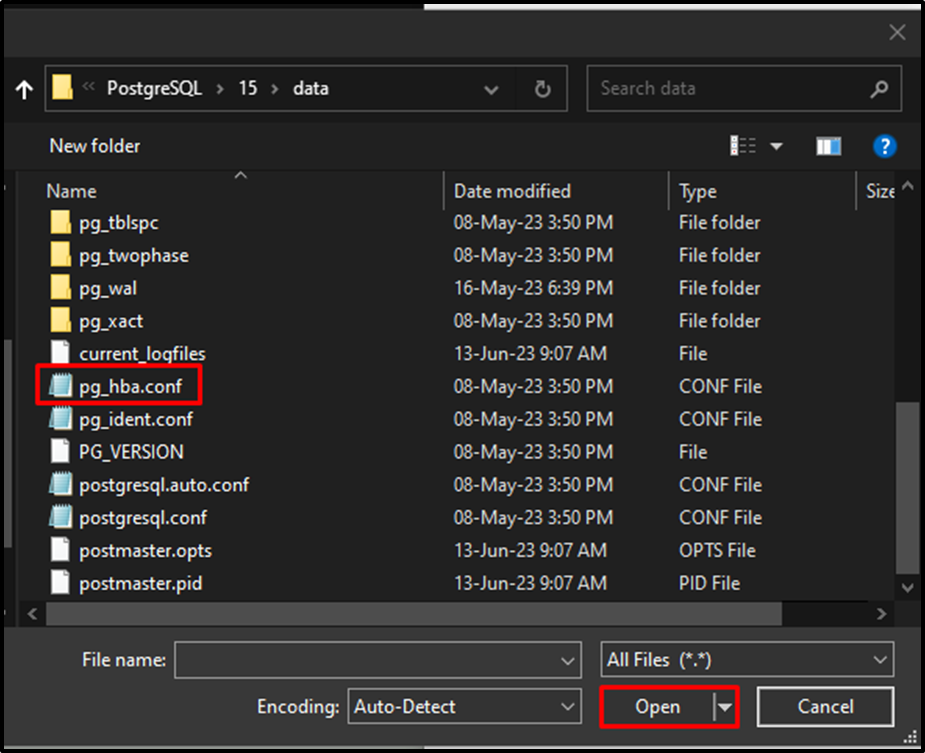 « PostgreSQL > 15 > data
Search data
New folder
?
Name Date modified Type Size
pg_tblspc 08-May-23 3:50 PM File folder
pg_twophase 08-May-23 3:50 PM File folder
pg_wal 16-May-23 6:39 PM File folder
pg_xact 08-May-23 3:50 PM File folder
current_logfiles 13-Jun-23 9:07 AM File
pg_hba.conf 08-May-23 3:50 PM CONF File
pg_ident.conf 08-May-23 3:50 PM CONF File
PG_VERSION 08-May-23 3:50 PM File
postgresql.auto.conf 08-May-23 3:50 PM CONF File
postgresql.conf 08-May-23 3:50 PM CONF File
postmaster.opts 13-Jun-23 9:07 AM OPTS File
postmaster.pid 13-Jun-23 9:07 AM PID File
File name: All Files (*.*)
Encoding: Auto-Detect Open Cancel